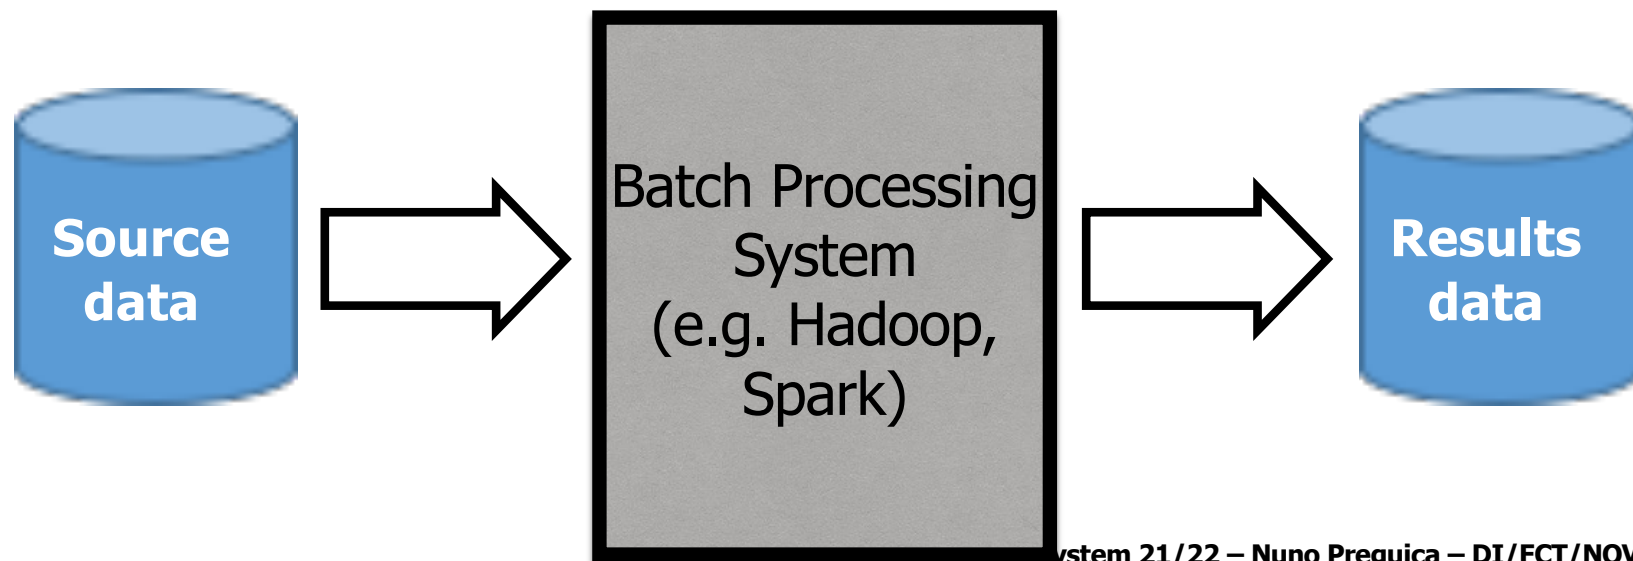 Source
data
Batch Processing
System
(e.g. Hadoop,
Spark)
Results
data
21/22 – Nuno Preguiça – DI/FCT/NOV